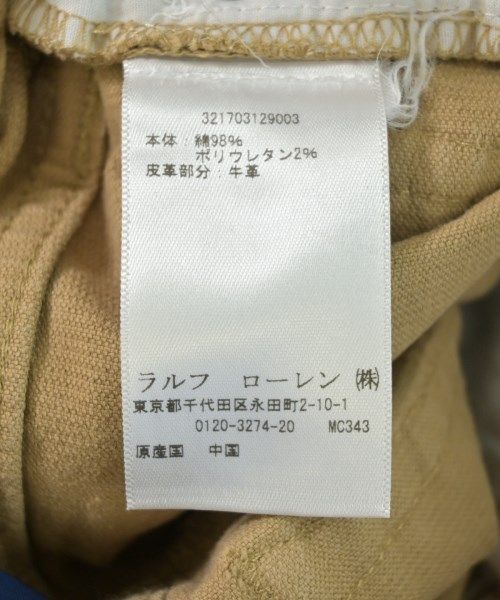 321703129003
本体：綿98%
ポリウレタン2%
皮革部分：牛革
ラルフ ローレン ㈱
東京都千代田区永田町2-10-1
0120-3274-20 MC343
原産国 中国